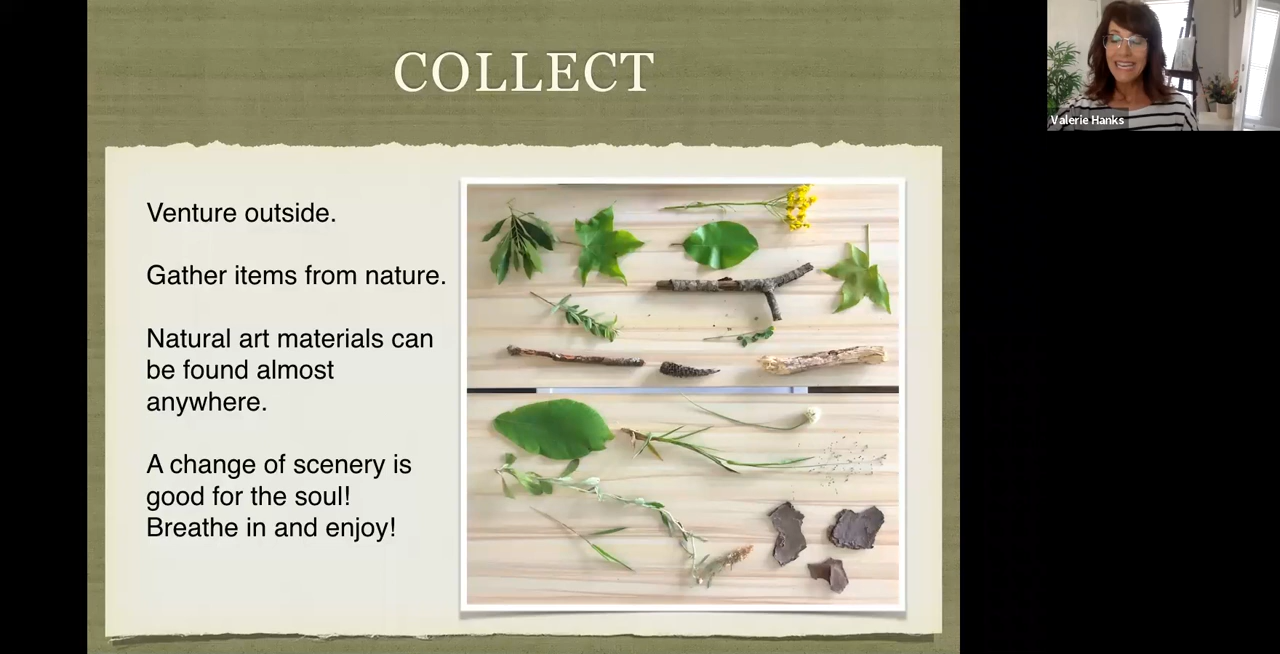 COLLECT
Venture outside.
Gather items from nature.
Natural art materials can
be found almost
anywhere.
A change of scenery is
good for the soul!
Breathe in and enjoy!
Valerie Hanks